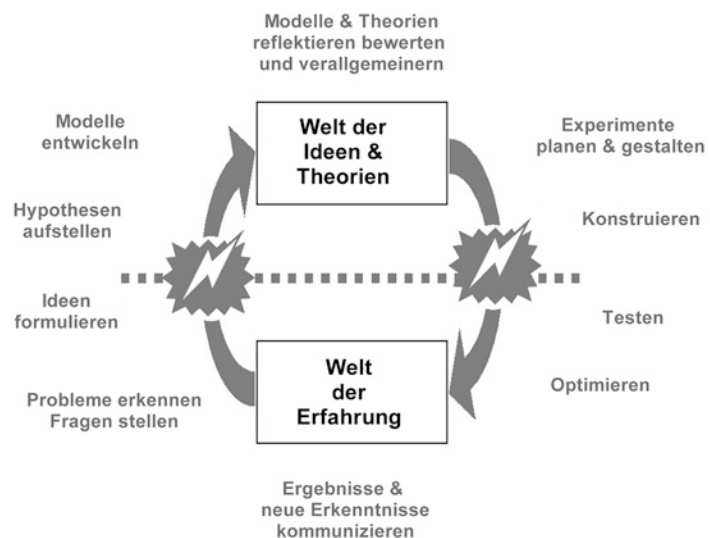 Modelle & Theorien
reflektieren bewerten
und verallgemeinern
Modelle
entwickeln
Welt der
Ideen &
Theorien
Experimente
planen & gestalten
Hypothesen
aufstellen
Konstruieren
Ideen
formulieren
Testen
Probleme erkennen
Fragen stellen
Welt
der
Erfahrung
Optimieren
Ergebnisse &
neue Erkenntnisse
kommunizieren